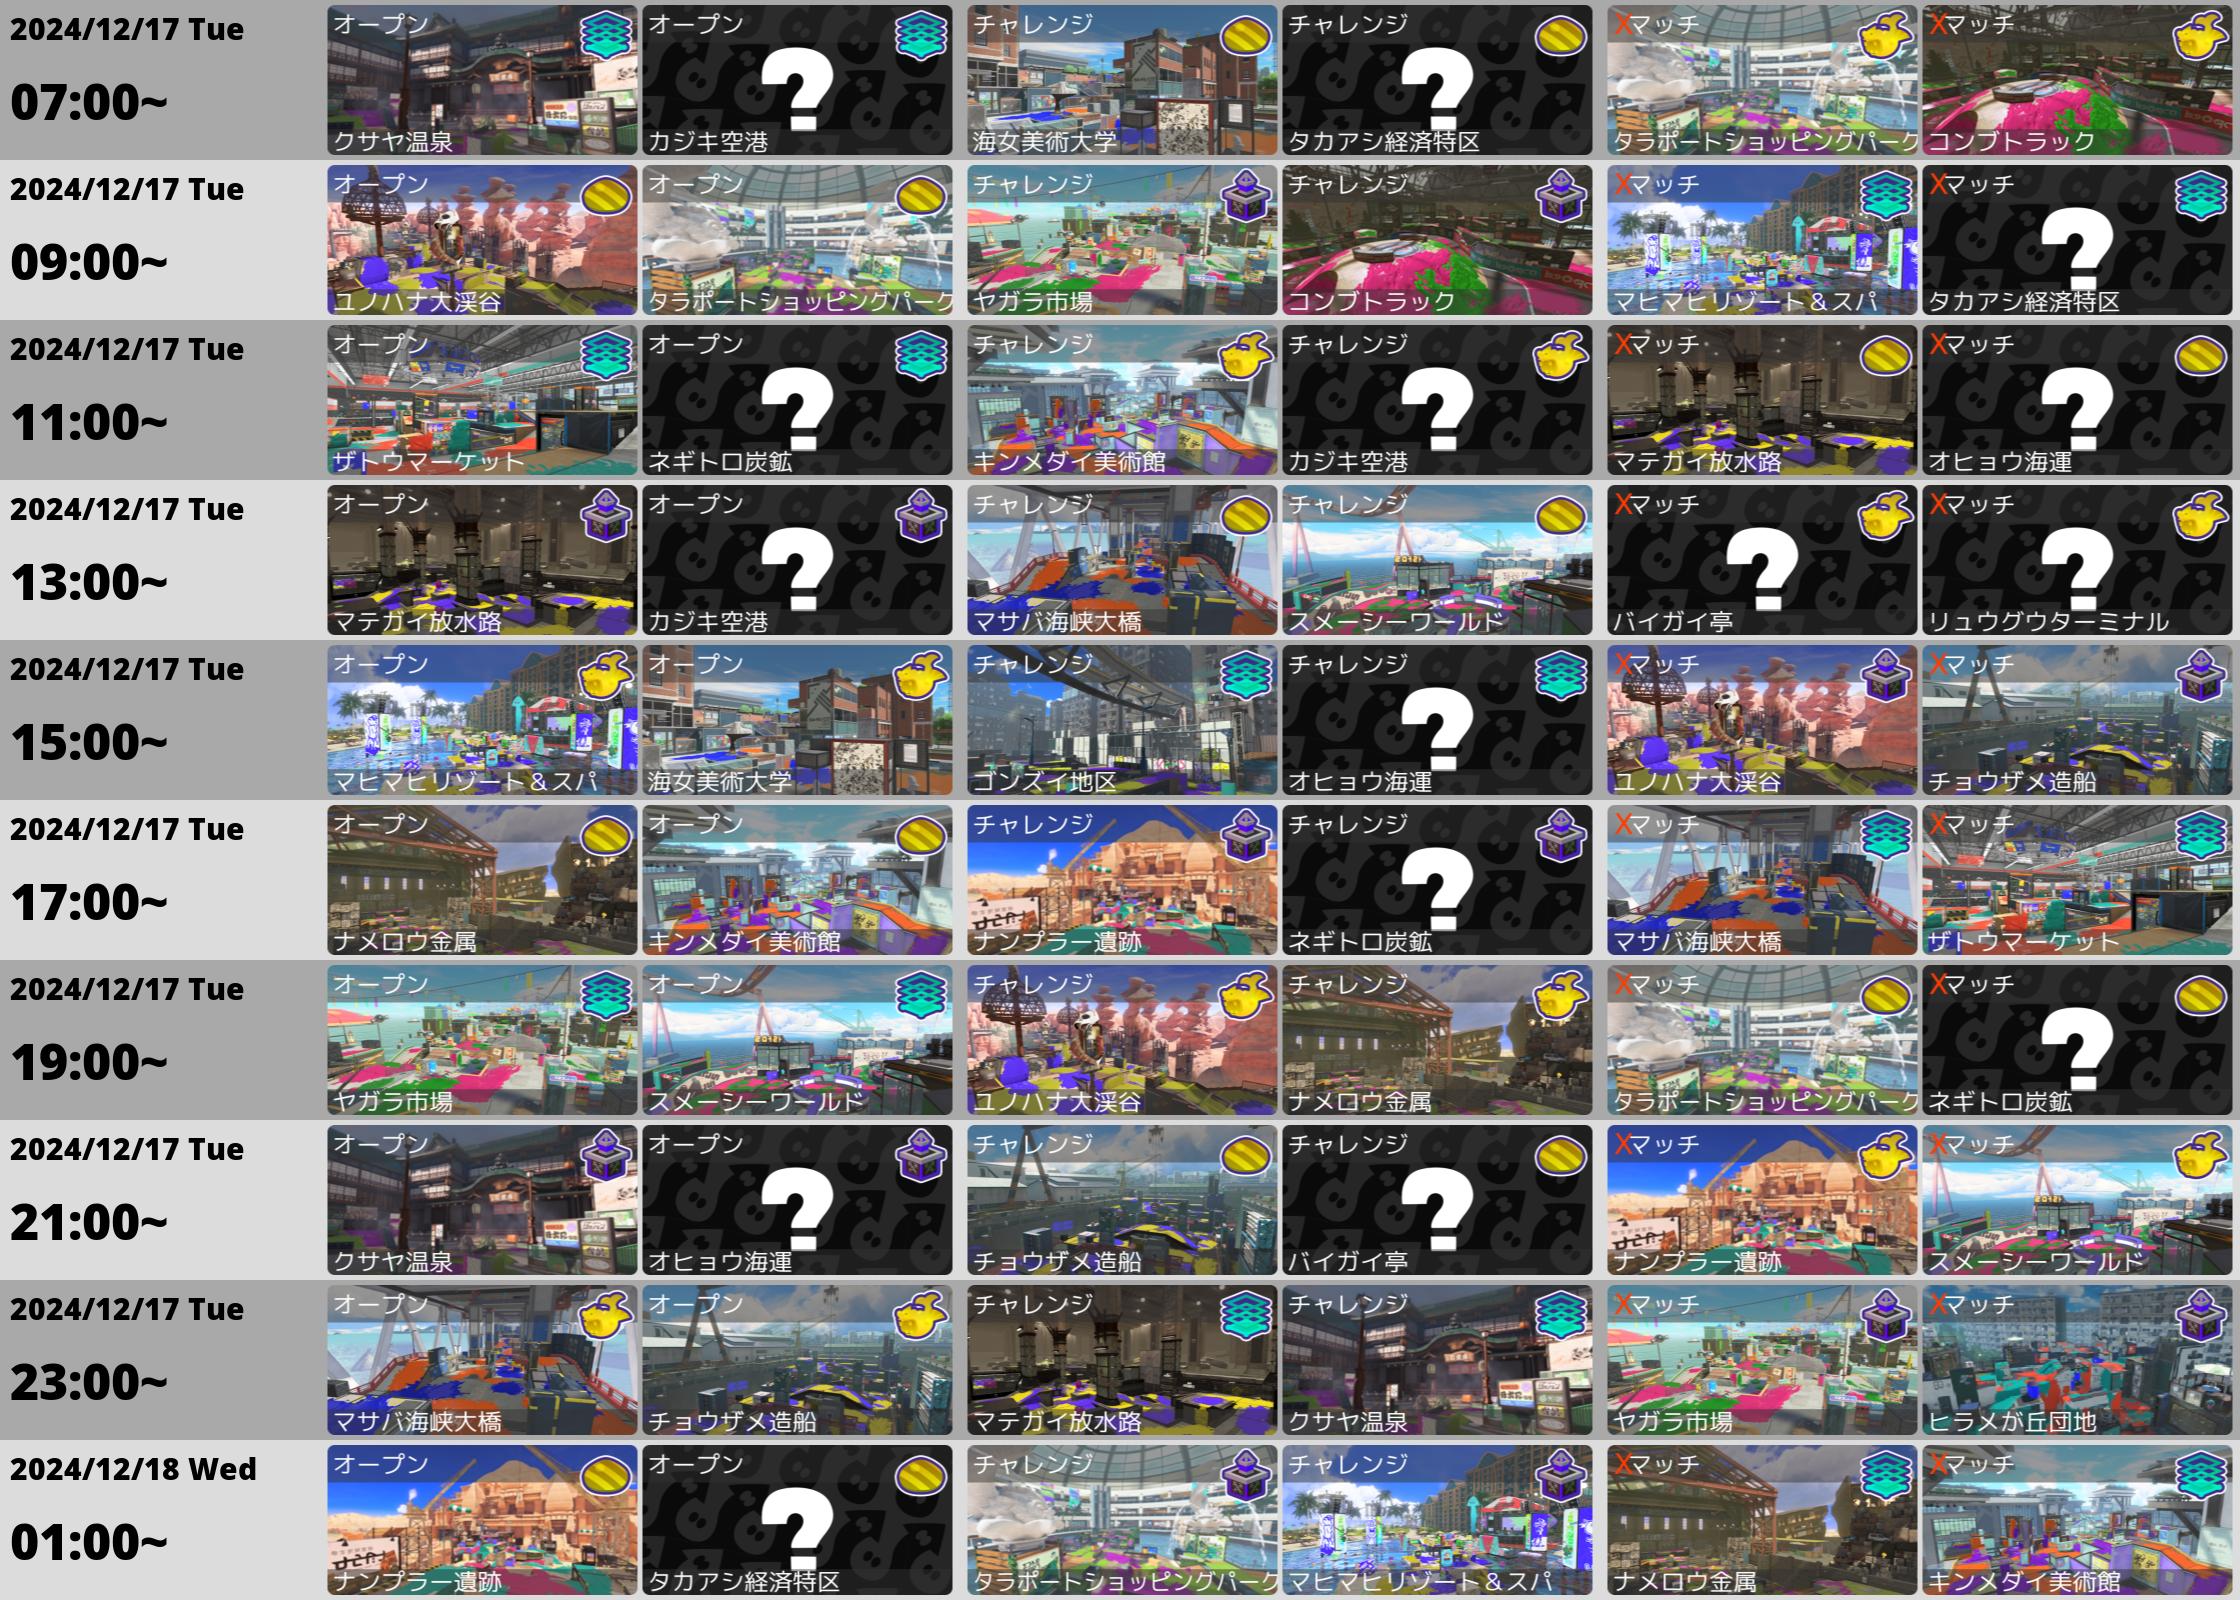 2024/12/17 Tue
07:00~
オープン
クサヤ温泉
オープン
カジキ空港
チャレンジ
海女美術大学
チャレンジ
タカアシ経済特区
Xマッチ
タラポートショッピングパーク
Xマッチ
コンブトラック
2024/12/17 Tue
09:00~
オープン
ユノハナ大渓谷
オープン
タラポートショッピングパーク
チャレンジ
ヤガラ市場
チャレンジ
コンブトラック
Xマッチ
マヒマヒリゾート＆スパ
Xマッチ
タカアシ経済特区
2024/12/17 Tue
11:00~
オープン
ザトウマーケット
オープン
ネギトロ炭鉱
チャレンジ
キンメダイ美術館
チャレンジ
カジキ空港
Xマッチ
マテガイ放水路
Xマッチ
オヒョウ海運
2024/12/17 Tue
13:00~
オープン
マテガイ放水路
オープン
カジキ空港
チャレンジ
マサバ海峡大橋
チャレンジ
スメーシーワールド
Xマッチ
バイガイ亭
Xマッチ
リュウグウターミナル
2024/12/17 Tue
15:00~
オープン
マヒマヒリゾート＆スパ
オープン
海女美術大学
チャレンジ
ゴンズイ地区
チャレンジ
オヒョウ海運
Xマッチ
ユノハナ大渓谷
Xマッチ
チョウザメ造船
2024/12/17 Tue
17:00~
オープン
ナメロウ金属
オープン
キンメダイ美術館
チャレンジ
ナンプラー遺跡
チャレンジ
ネギトロ炭鉱
Xマッチ
マサバ海峡大橋
Xマッチ
ザトウマーケット
2024/12/17 Tue
19:00~
オープン
ヤガラ市場
オープン
スメーシーワールド
チャレンジ
ユノハナ大渓谷
チャレンジ
ナメロウ金属
Xマッチ
タラポートショッピングパーク
Xマッチ
ネギトロ炭鉱
2024/12/17 Tue
21:00~
オープン
クサヤ温泉
オープン
オヒョウ海運
チャレンジ
チョウザメ造船
チャレンジ
バイガイ亭
Xマッチ
ナンプラー遺跡
Xマッチ
スメーシーワールド
2024/12/17 Tue
23:00~
オープン
マサバ海峡大橋
オープン
チョウザメ造船
チャレンジ
マテガイ放水路
チャレンジ
クサヤ温泉
Xマッチ
ヤガラ市場
Xマッチ
ヒラメが丘団地
2024/12/18 Wed
01:00~
オープン
ナンプラー遺跡
オープン
タカアシ経済特区
チャレンジ
タラポートショッピングパーク
チャレンジ
マヒマヒリゾート＆スパ
Xマッチ
ナメロウ金属
Xマッチ
キンメダイ美術館